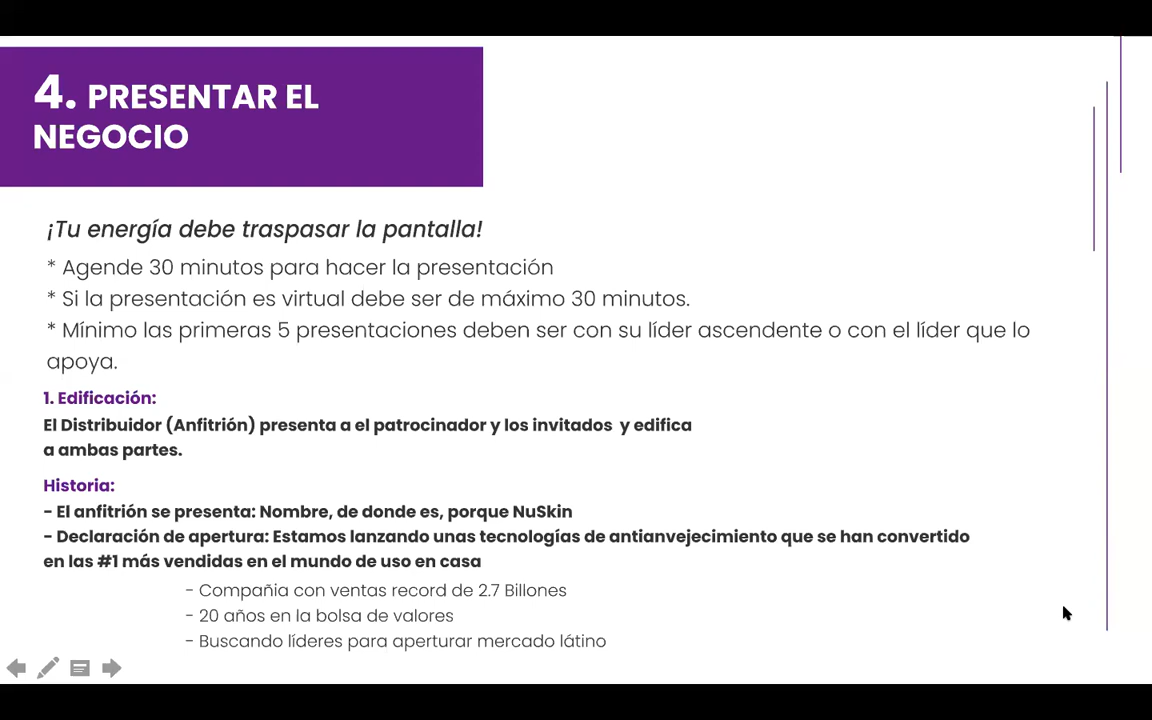 4. PRESENTAR EL
NEGOCIO
¡Tu energía debe traspasar la pantalla!
* Agende 30 minutos para hacer la presentación
* Si la presentación es virtual debe ser de máximo 30 minutos.
* Mínimo las primeras 5 presentaciones deben ser con su líder ascendente o con el líder que lo
apoya.
1. Edificación:
El Distribuidor (Anfitrión) presenta a el patrocinador y los invitados y edifica
a ambas partes.
Historia:
- El anfitrión se presenta: Nombre, de donde es, porque NuSkin
- Declaración de apertura: Estamos lanzando unas tecnologías de antianvejecimiento que se han convertido
en las #1 más vendidas en el mundo de uso en casa
- Compañia con ventas record de 2.7 Billones
- 20 años en la bolsa de valores
- Buscando líderes para aperturar mercado látino